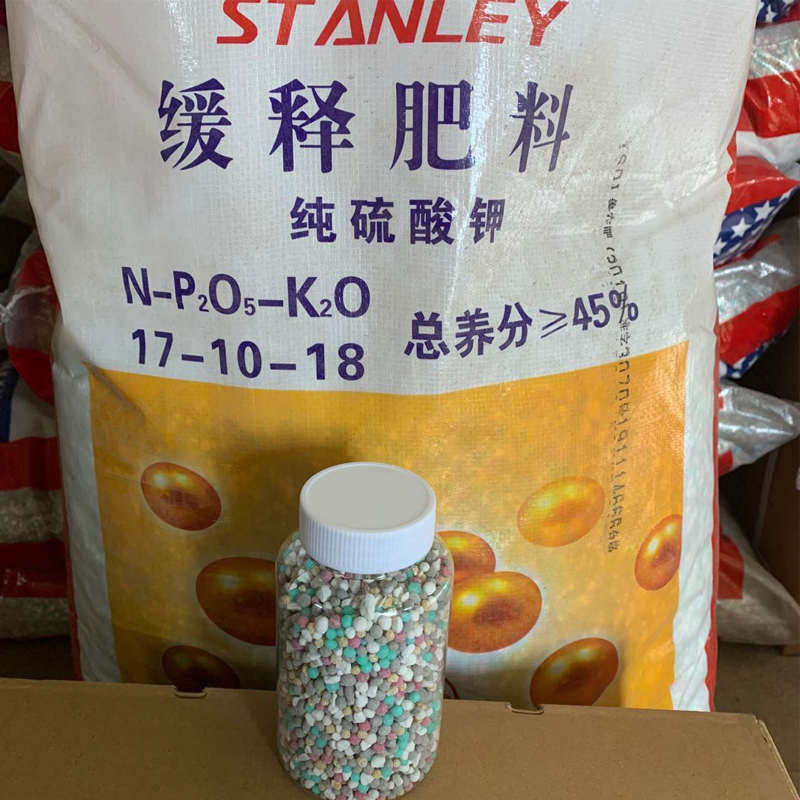 STANLEY
缓释肥料
纯硫酸钾
N-P₂O₅-K₂O
17-10-18
总养分≥45%